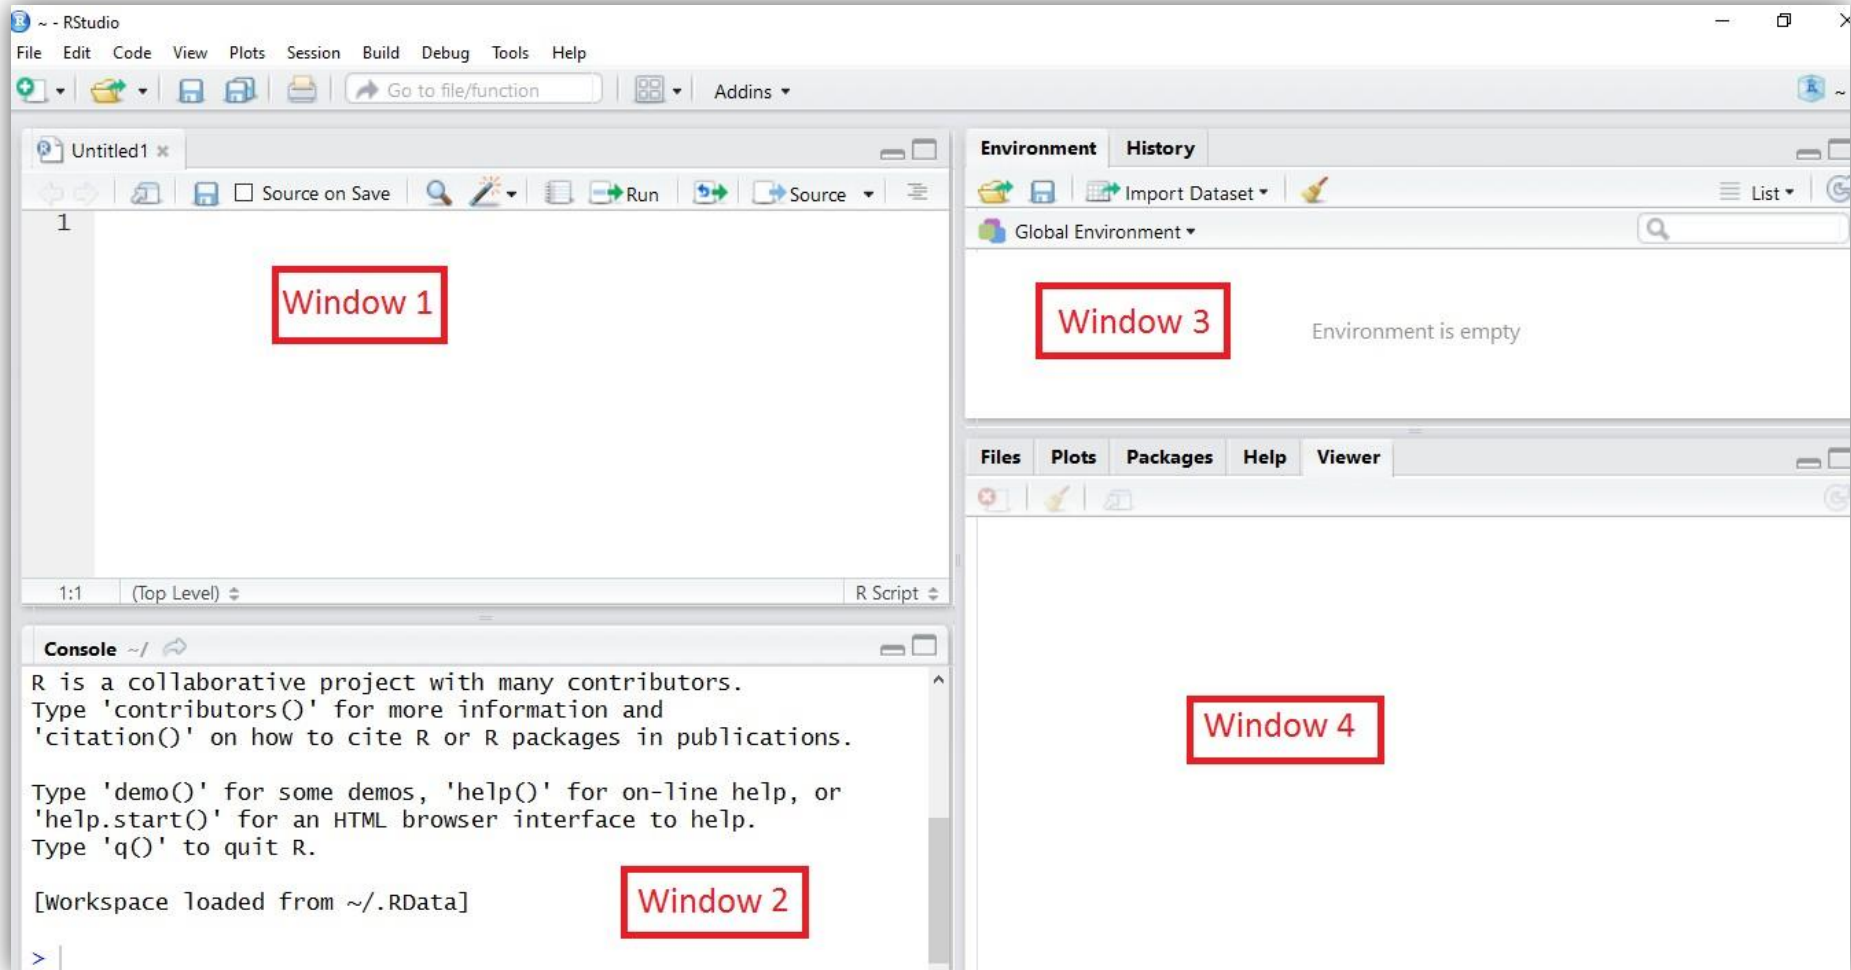 ~ - RStudio
File Edit Code View Plots Session Build Debug Tools Help
Go to file/function Addins ~
Untitled1
Source on Save Run Source
1
Window 1
1:1 (Top Level) R Script
Console ~/
R is a collaborative project with many contributors.
Type 'contributors()' for more information and
'citation()' on how to cite R or R packages in publications.
Type 'demo()' for some demos, 'help()' for on-line help, or
'help.start()' for an HTML browser interface to help.
Type 'q()' to quit R.
[Workspace loaded from ~/.RData]
>
Window 2
Environment History
Import Dataset List
Global Environment
Window 3
Environment is empty
Files Plots Packages Help Viewer
Window 4